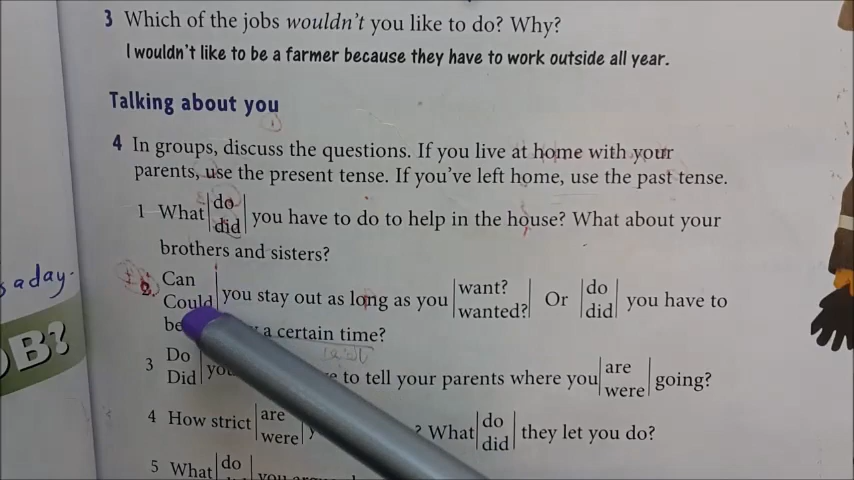 3 Which of the jobs wouldn't you like to do? Why?
I wouldn't like to be a farmer because they have to work outside all year.
Talking about you
4 In groups, discuss the questions. If you live at home with your
parents, use the present tense. If you've left home, use the past tense.
1 What do you have to do to help in the house? What about your
did
brothers and sisters?
2. Can you stay out as long as you want? Or do you have to
Could wanted? did
be a certain time?
3 Do to tell your parents where you are going?
Did were
4 How strict are ? What do they let you do?
were did
5 What do
s a day.
OB?